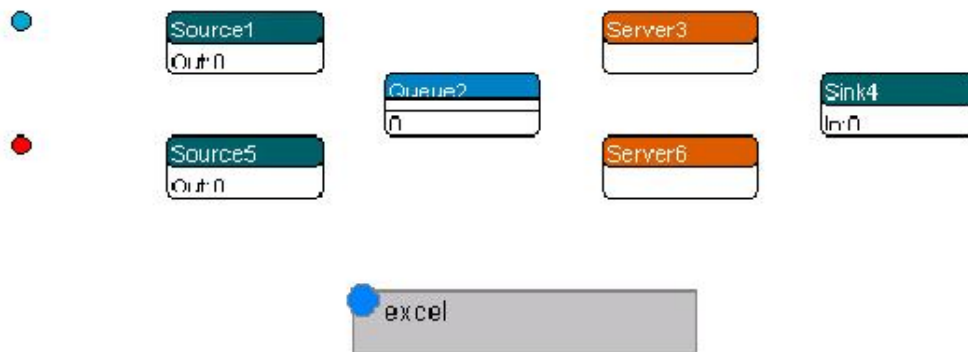 Source1
Out:0
Queue2
0
Server3
Sink4
In:0
Source5
Out:0
Server6
excel